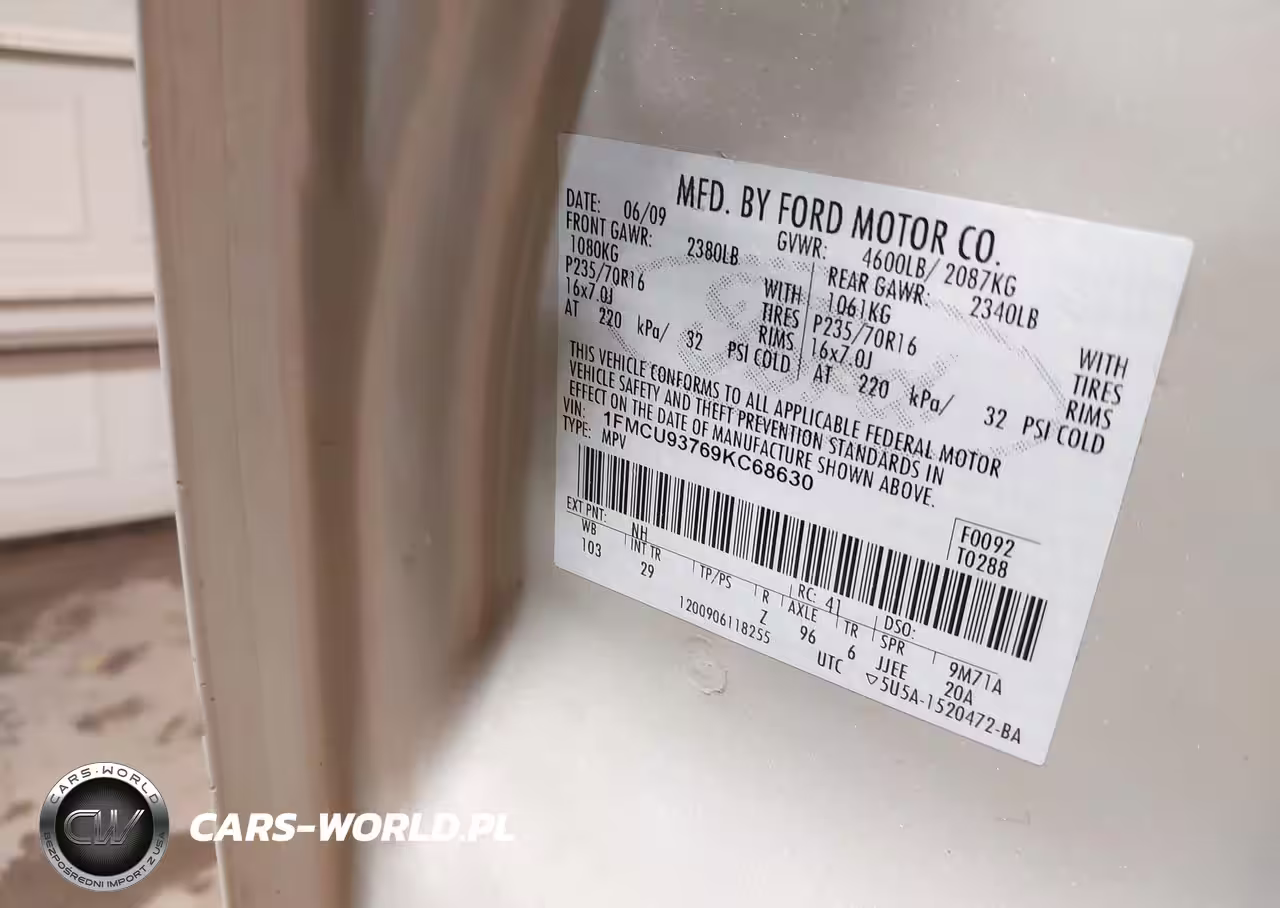 MFD. BY FORD MOTOR CO.
DATE: 06/09 GVWR: 4600LB/ 2087KG
FRONT GAWR: 2380LB REAR GAWR: 2340LB
1080KG WITH 1061KG WITH
P235/70R16 TIRES P235/70R16 TIRES
16x7.0J RIMS 16x7.0J RIMS
AT 220 kPa/ 32 PSI COLD AT 220 kPa/ 32 PSI COLD
THIS VEHICLE CONFORMS TO ALL APPLICABLE FEDERAL MOTOR
VEHICLE SAFETY AND THEFT PREVENTION STANDARDS IN
EFFECT ON THE DATE OF MANUFACTURE SHOWN ABOVE.
VIN: 1FMCU93769KC68630
TYPE: MPV
F0092
T0288
EXT PNT: NH RC: 41 DSO:
WB INT TR TP/PS R AXLE TR SPR 9M71A
103 29 Z 96 6 JJEE 20A
1200906118255 UTC ▽5U5A-1520472-BA
CARS-WORLD
CW
BEZPOŚREDNI IMPORT Z USA
CARS-WORLD.PL